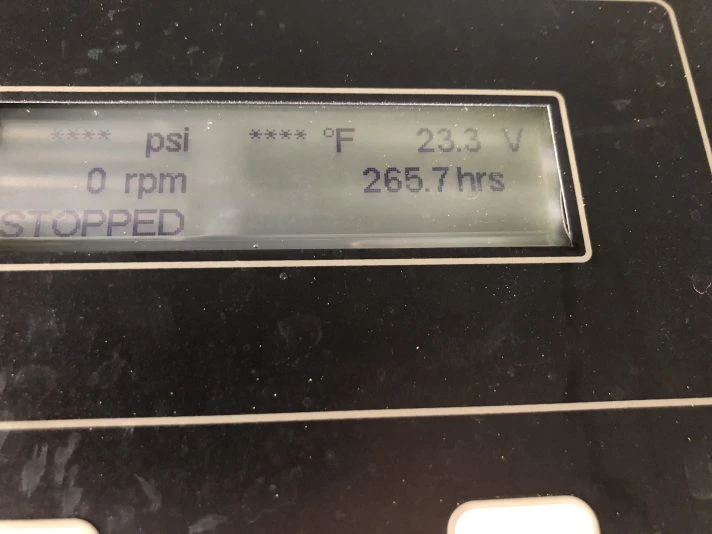 **** psi **** °F 23.3 V
0 rpm 265.7 hrs
STOPPED